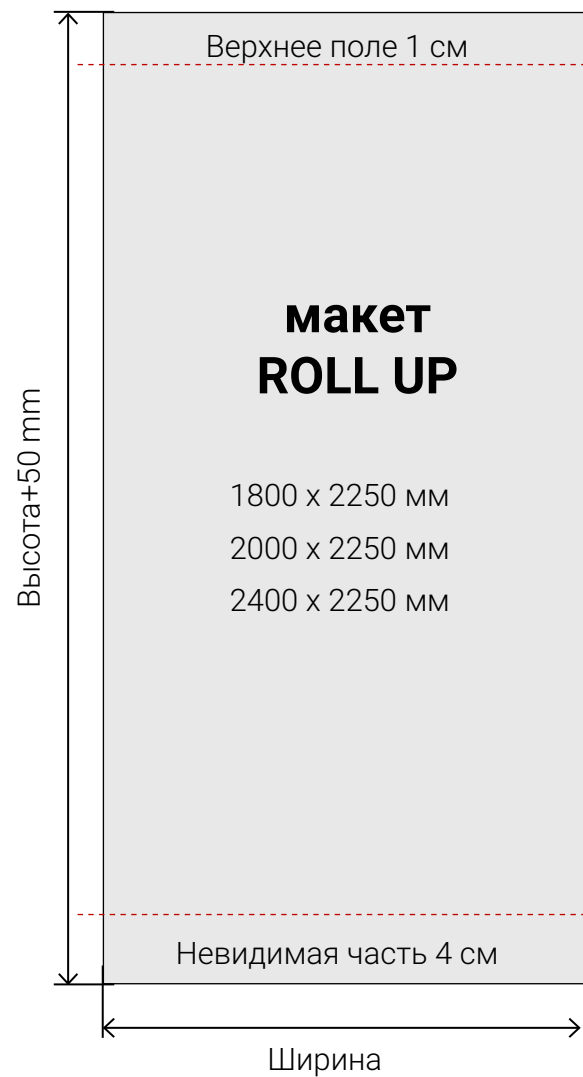 Верхнее поле 1 см
макет
ROLL UP
1800 x 2250 мм
2000 x 2250 мм
2400 x 2250 мм
Высота+50 mm
Невидимая часть 4 см
Ширина